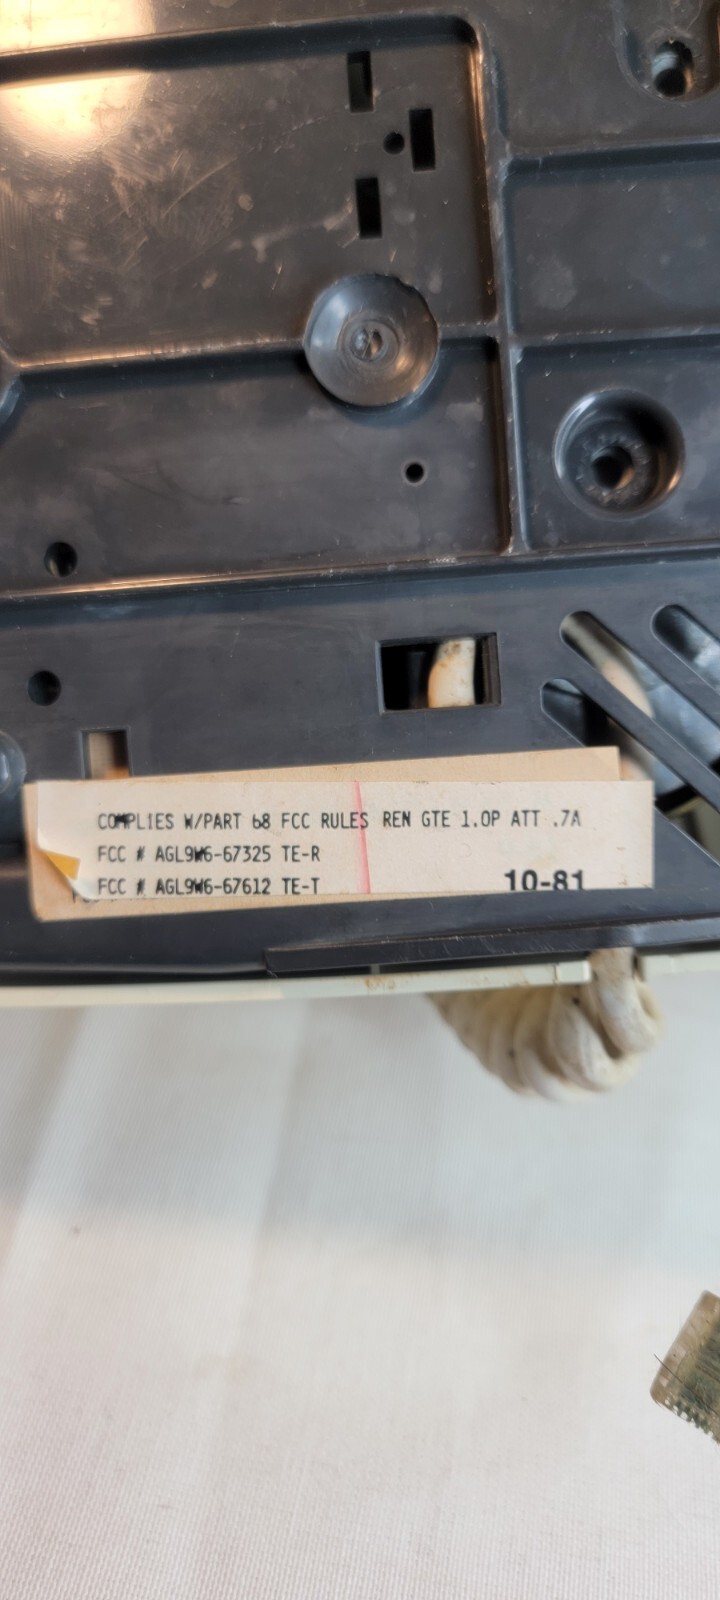 COMPLIES W/PART 68 FCC RULES REN GTE 1.0P ATT .7A
FCC # AGL9W6-67325 TE-R
FCC # AGL9W6-67612 TE-T 10-81